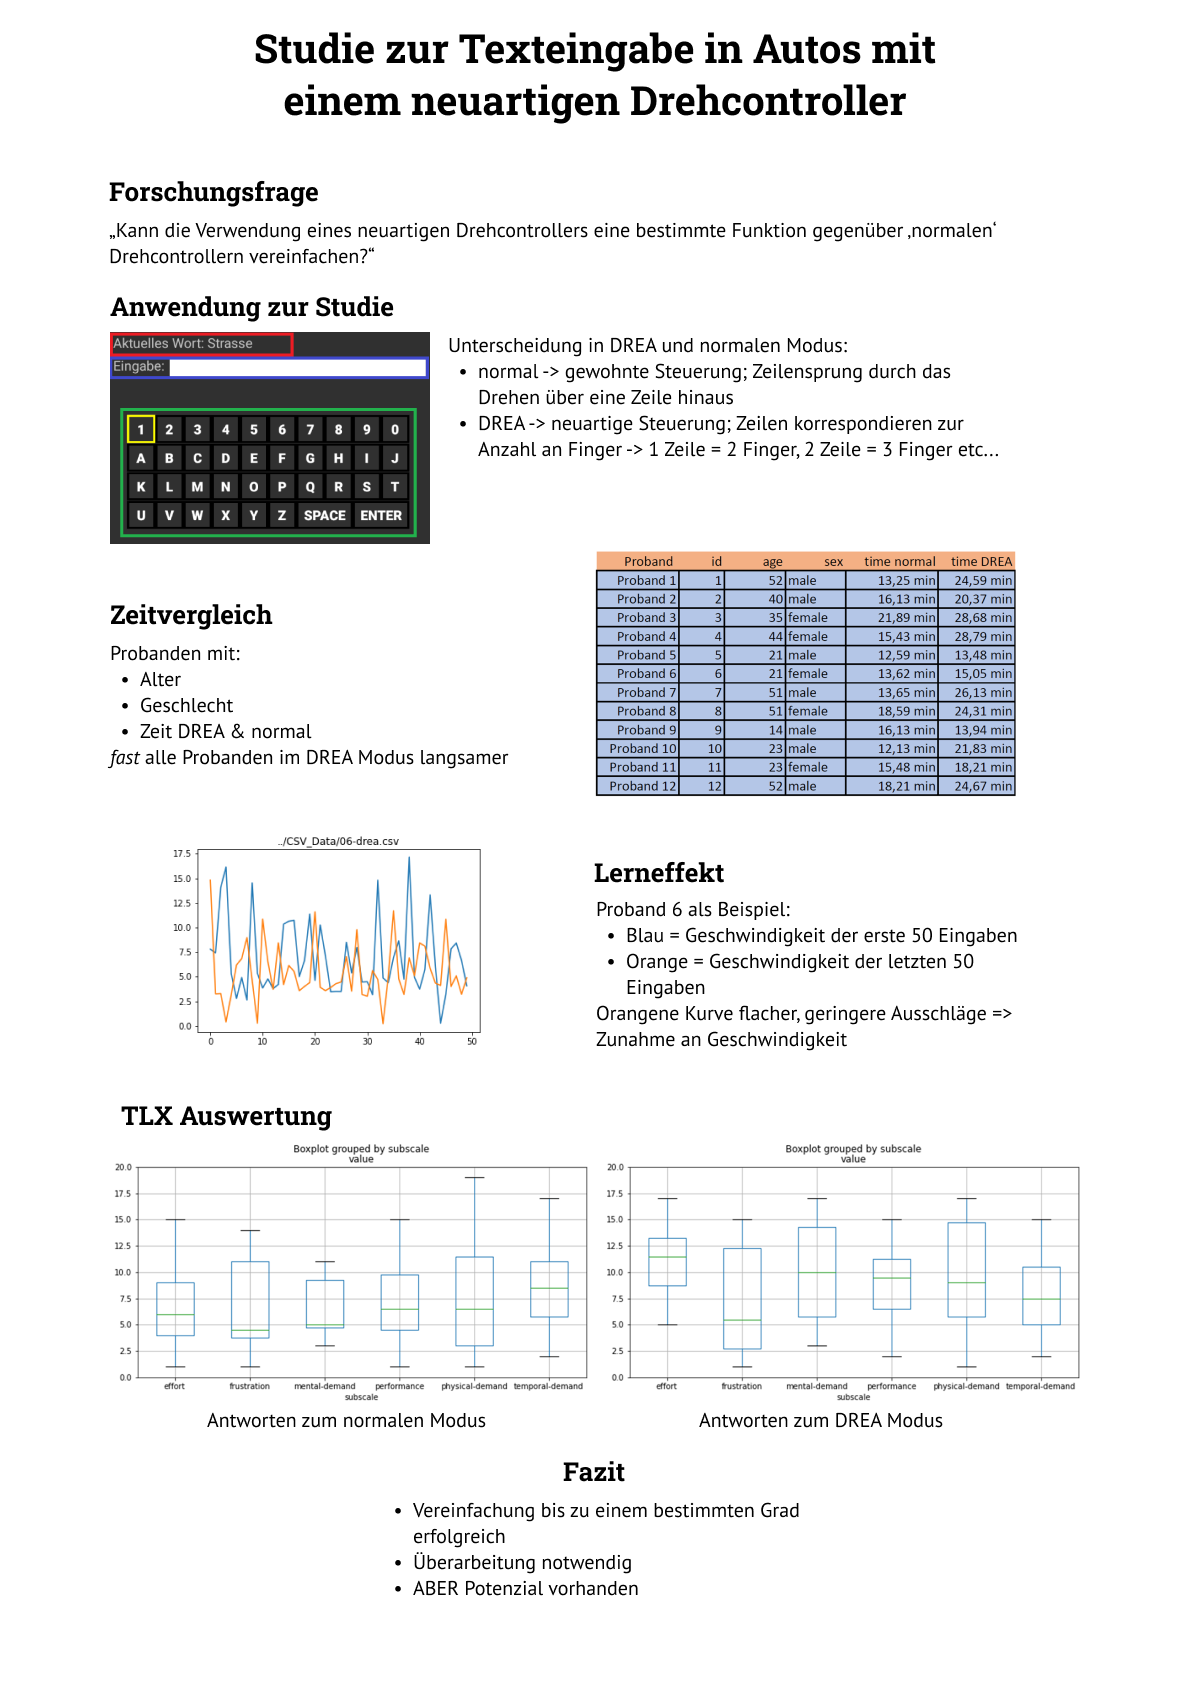 Studie zur Texteingabe in Autos mit
einem neuartigen Drehcontroller
Forschungsfrage
„Kann die Verwendung eines neuartigen Drehcontrollers eine bestimmte Funktion gegenüber ‚normalen‘
Drehcontrollern vereinfachen?“
Anwendung zur Studie
Aktuelles Wort: Strasse
Eingabe:
1 2 3 4 5 6 7 8 9 0
A B C D E F G H I J
K L M N O P Q R S T
U V W X Y Z SPACE ENTER
Unterscheidung in DREA und normalen Modus:
• normal -> gewohnte Steuerung; Zeilensprung durch das
Drehen über eine Zeile hinaus
• DREA -> neuartige Steuerung; Zeilen korrespondieren zur
Anzahl an Finger -> 1 Zeile = 2 Finger, 2 Zeile = 3 Finger etc...
Proband id age sex time normal time DREA
Proband 1 1 52 male 13,25 min 24,59 min
Proband 2 2 40 male 16,13 min 20,37 min
Proband 3 3 35 female 21,89 min 28,68 min
Proband 4 4 44 female 15,43 min 28,79 min
Proband 5 5 21 male 12,59 min 13,48 min
Proband 6 6 21 female 13,62 min 15,05 min
Proband 7 7 51 male 13,65 min 26,13 min
Proband 8 8 51 female 18,59 min 24,31 min
Proband 9 9 14 male 16,13 min 13,94 min
Proband 10 10 23 male 12,13 min 21,83 min
Proband 11 11 23 female 15,48 min 18,21 min
Proband 12 12 52 male 18,21 min 24,67 min
Zeitvergleich
Probanden mit:
• Alter
• Geschlecht
• Zeit DREA & normal
fast alle Probanden im DREA Modus langsamer
../CSV_Data/06-drea.csv
17.5
15.0
12.5
10.0
7.5
5.0
2.5
0.0
0 10 20 30 40 50
Lerneffekt
Proband 6 als Beispiel:
• Blau = Geschwindigkeit der erste 50 Eingaben
• Orange = Geschwindigkeit der letzten 50
Eingaben
Orangene Kurve flacher, geringere Ausschläge =>
Zunahme an Geschwindigkeit
TLX Auswertung
Boxplot grouped by subscale
value
20.0
17.5
15.0
12.5
10.0
7.5
5.0
2.5
0.0
effort frustration mental-demand performance physical-demand temporal-demand
subscale
Antworten zum normalen Modus
Boxplot grouped by subscale
value
20.0
17.5
15.0
12.5
10.0
7.5
5.0
2.5
0.0
effort frustration mental-demand performance physical-demand temporal-demand
subscale
Antworten zum DREA Modus
Fazit
• Vereinfachung bis zu einem bestimmten Grad
erfolgreich
• Überarbeitung notwendig
• ABER Potenzial vorhanden